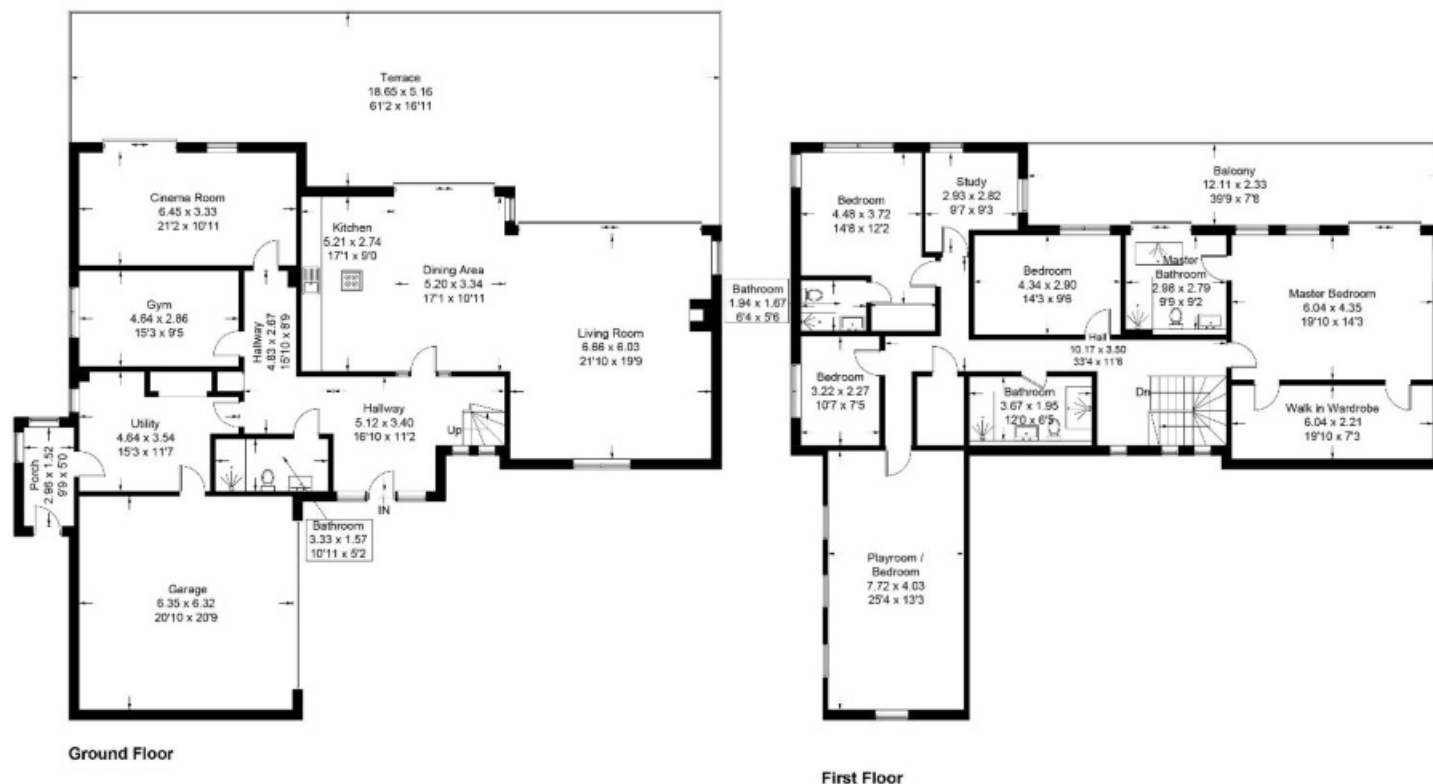 Terrace
18.65 x 5.16
61'2 x 16'11
Cinema Room
6.45 x 3.33
21'2 x 10'11
Kitchen
5.21 x 2.74
17'1 x 9'0
Dining Area
5.20 x 3.34
17'1 x 10'11
Gym
4.64 x 2.86
15'3 x 9'5
Hallway
4.83 x 2.67
15'10 x 8'9
Living Room
6.66 x 6.03
21'10 x 19'9
Utility
4.64 x 3.54
15'3 x 11'7
Hallway
5.12 x 3.40
16'10 x 11'2
Up
Porch
2.96 x 1.52
9'9 x 5'0
IN
Bathroom
3.33 x 1.57
10'11 x 5'2
Garage
6.35 x 6.32
20'10 x 20'9
Ground Floor
Balcony
12.11 x 2.33
39'9 x 7'8
Bedroom
4.48 x 3.72
14'8 x 12'2
Study
2.93 x 2.82
9'7 x 9'3
Bathroom
1.94 x 1.67
6'4 x 5'6
Bedroom
4.34 x 2.90
14'3 x 9'6
Master
Bathroom
2.98 x 2.79
9'9 x 9'2
Master Bedroom
6.04 x 4.35
19'10 x 14'3
Hall
10.17 x 3.50
33'4 x 11'6
Bedroom
3.22 x 2.27
10'7 x 7'5
Bathroom
3.67 x 1.95
12'0 x 6'5
Dn
Walk in Wardrobe
6.04 x 2.21
19'10 x 7'3
Playroom /
Bedroom
7.72 x 4.03
25'4 x 13'3
First Floor